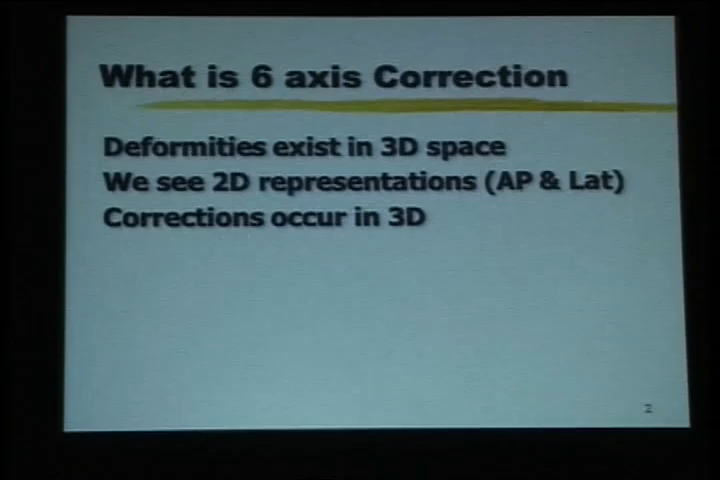 What is 6 axis Correction
Deformities exist in 3D space
We see 2D representations (AP & Lat)
Corrections occur in 3D
2